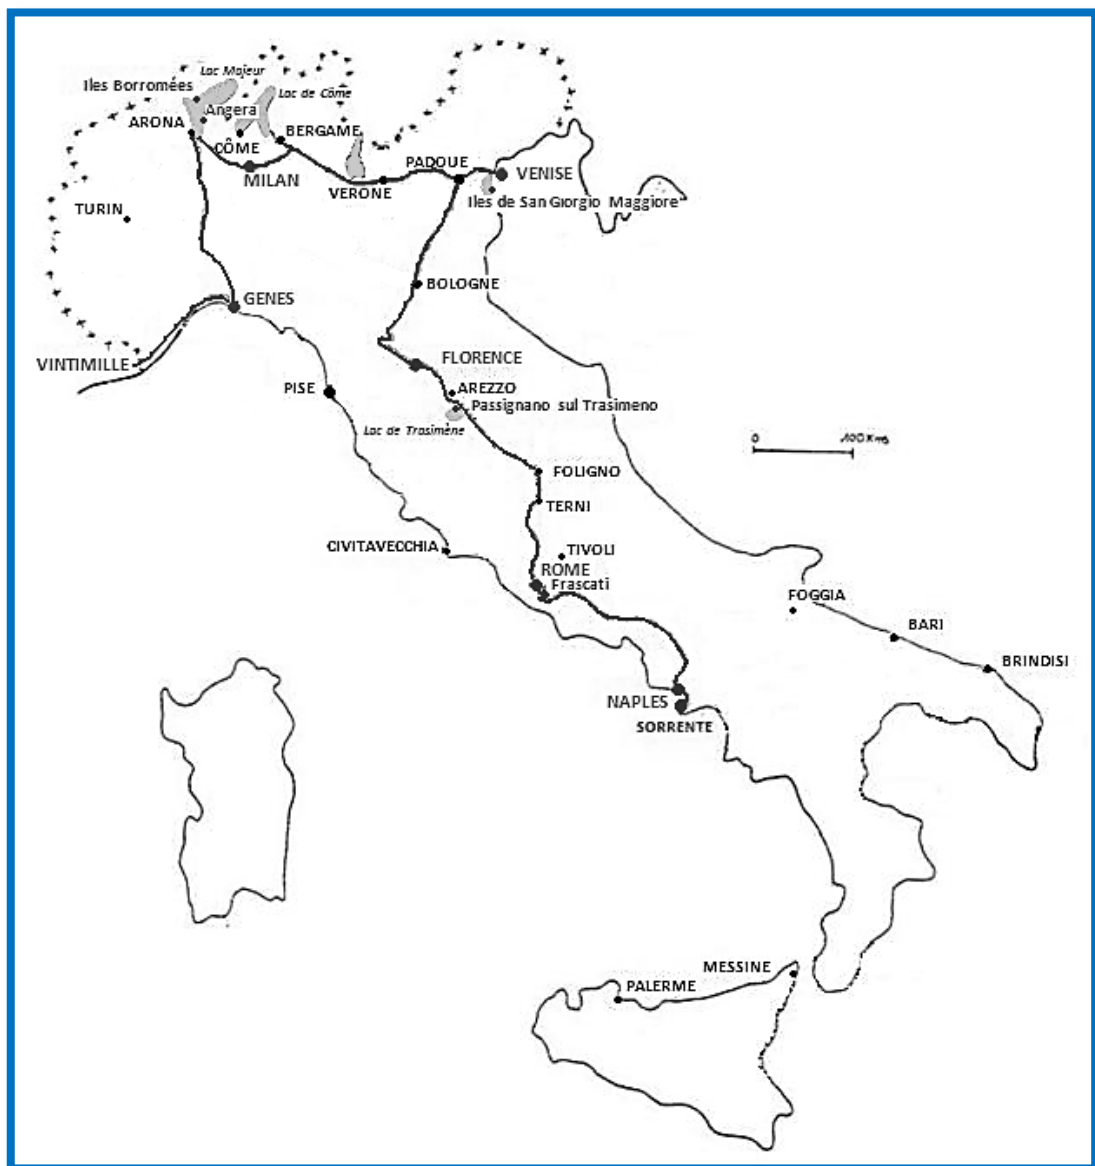 Lac Majeur
Iles Borromées
Lac de Côme
Angera
ARONA
BERGAME
CÔME
MILAN
PADOUE
VENISE
VERONE
Iles de San Giorgio Maggiore
TURIN
BOLOGNE
GENES
VINTIMILLE
FLORENCE
PISE
AREZZO
Passignano sul Trasimeno
Lac de Trasimène
0 100 Kms
FOLIGNO
TERNI
CIVITAVECCHIA
TIVOLI
ROME
Frascati
FOGGIA
BARI
BRINDISI
NAPLES
SORRENTE
MESSINE
PALERME